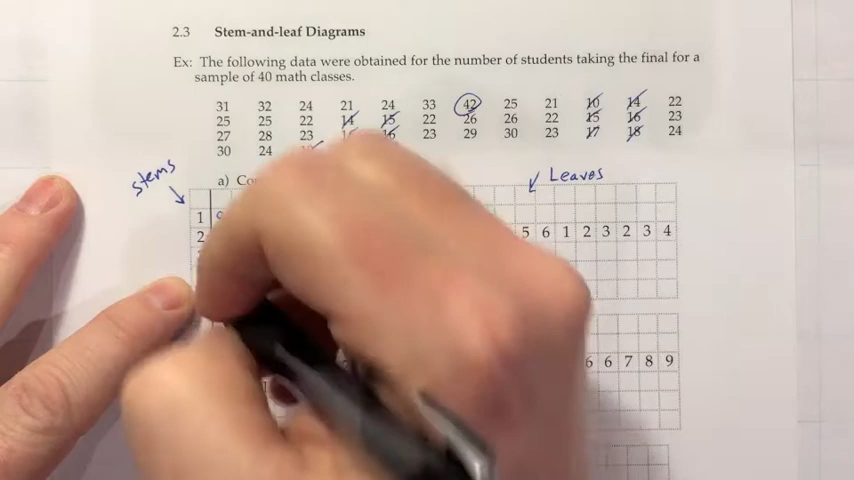 2.3 Stem-and-leaf Diagrams
Ex: The following data were obtained for the number of students taking the final for a
sample of 40 math classes.
31 32 24 21 24 33 42 25 21 10 14 22
25 25 22 14 15 22 26 26 22 15 16 23
27 28 23 16 23 29 30 23 17 18 24
30 24
stems
a) Co
Leaves
1 0
2 5 6 1 2 3 2 3 4
6 6 7 8 9